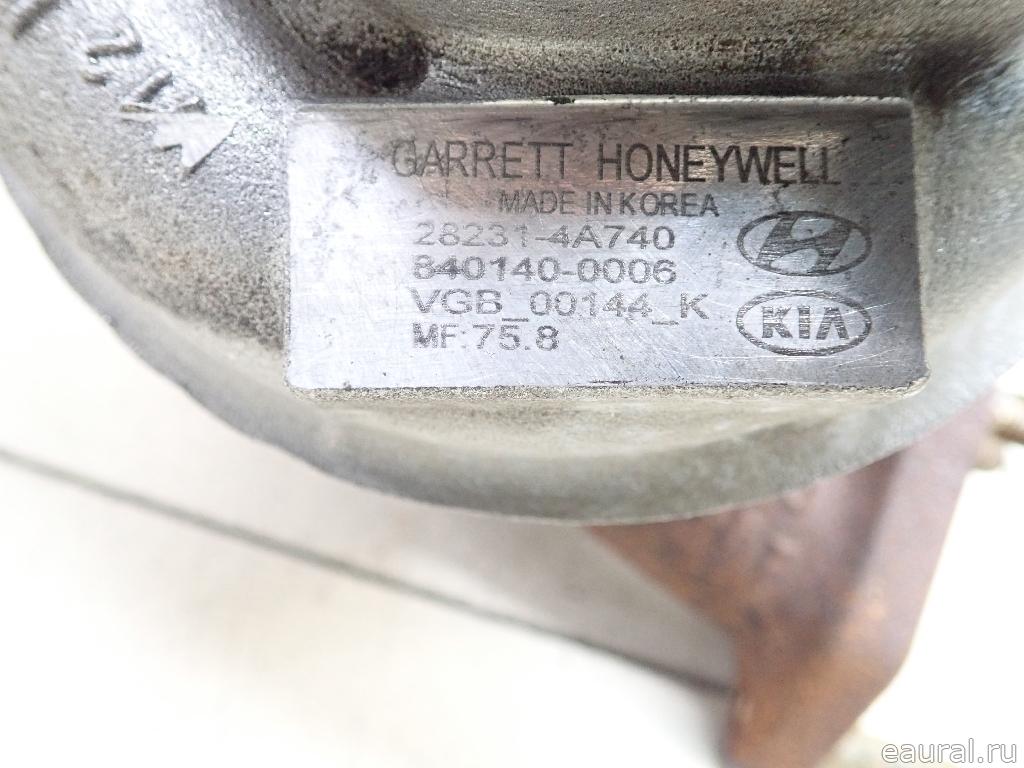 GARRETT HONEYWELL
MADE IN KOREA
28231-4A740
840140-0006
VGB_00144_K
MF:75.8
KIA
eaural.ru